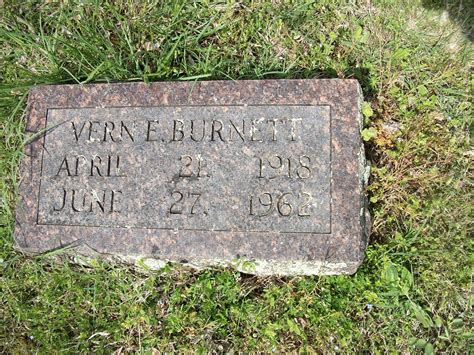 VERN E. BURNETT
APRIL 21, 1918
JUNE 27, 1962